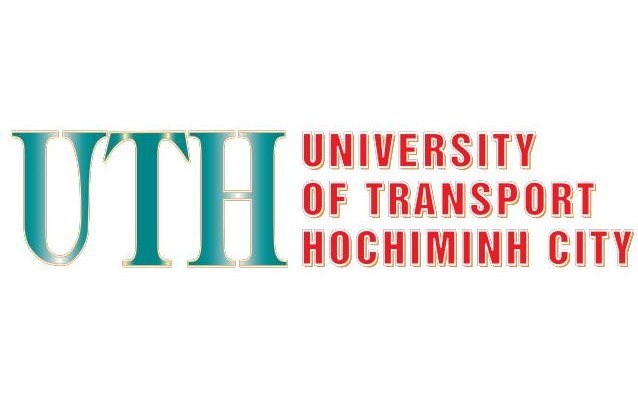 UTH
UNIVERSITY
OF TRANSPORT
HOCHIMINH CITY